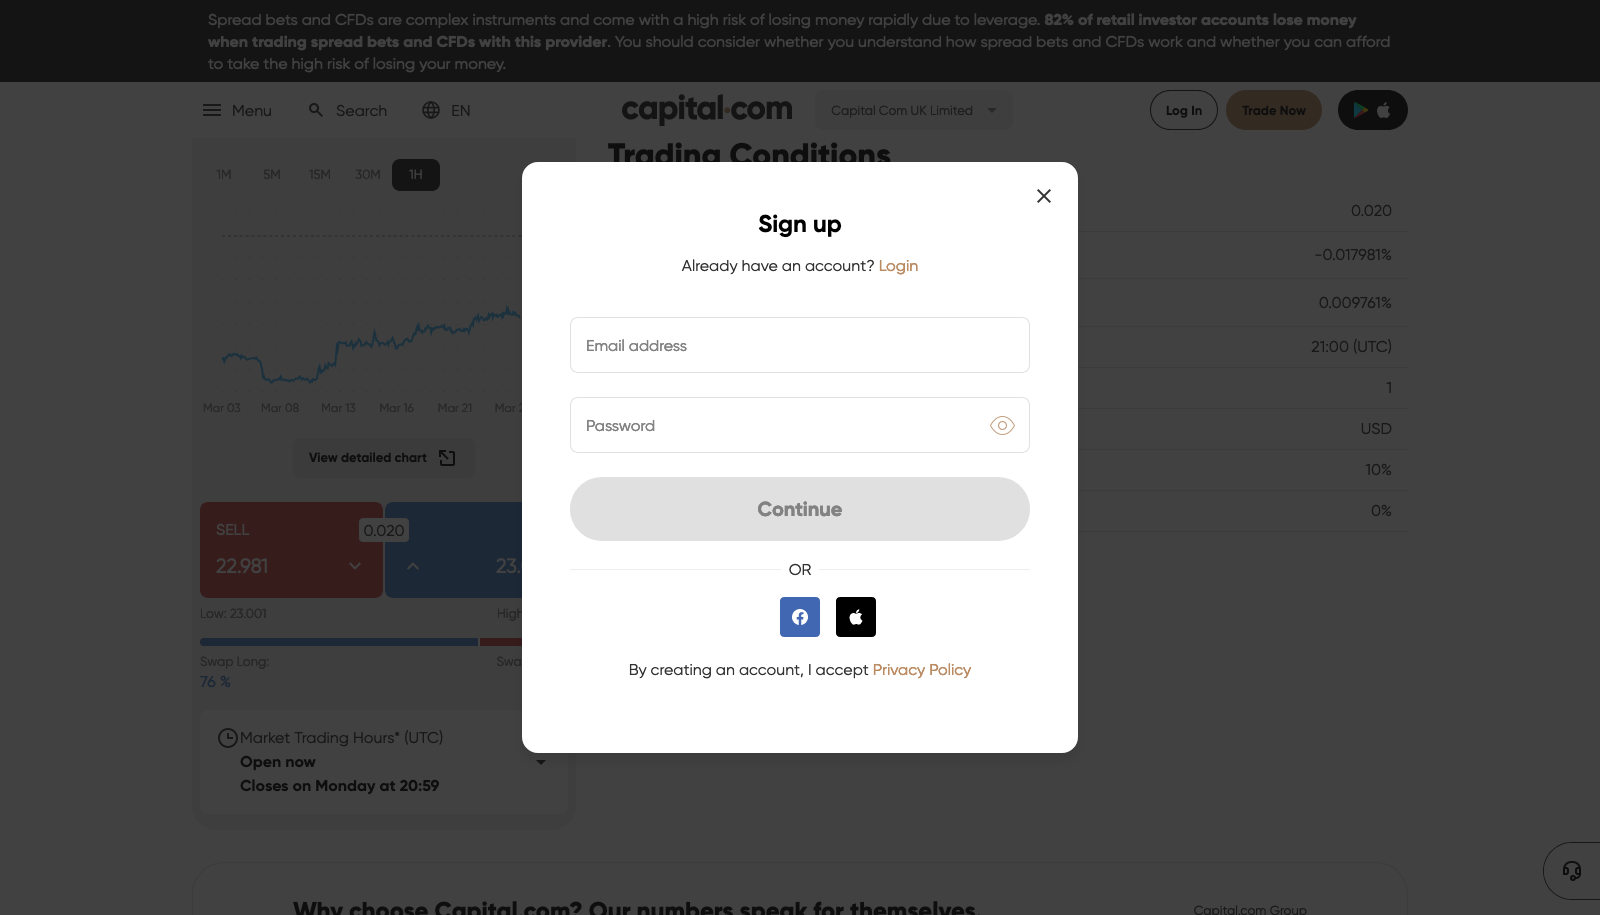 Spread bets and CFDs are complex instruments and come with a high risk of losing money rapidly due to leverage. 82% of retail investor accounts lose money
when trading spread bets and CFDs with this provider. You should consider whether you understand how spread bets and CFDs work and whether you can afford
to take the high risk of losing your money.
Menu
Search
EN
capital.com
Capital Com UK Limited
Log In
Trade Now
Trading Conditions
1M
5M
15M
30M
1H
0.020
-0.017981%
0.009761%
21:00 (UTC)
1
USD
10%
0%
Mar 03
Mar 08
Mar 13
Mar 16
Mar 21
Mar
View detailed chart
SELL
0.020
22.981
23.
Low: 23.001
High
Swap Long:
76 %
Market Trading Hours* (UTC)
Open now
Closes on Monday at 20:59
Sign up
Already have an account? Login
Email address
Password
Continue
OR
By creating an account, I accept Privacy Policy
Why choose Capital.com? Our numbers speak for themselves
Capital.com Group